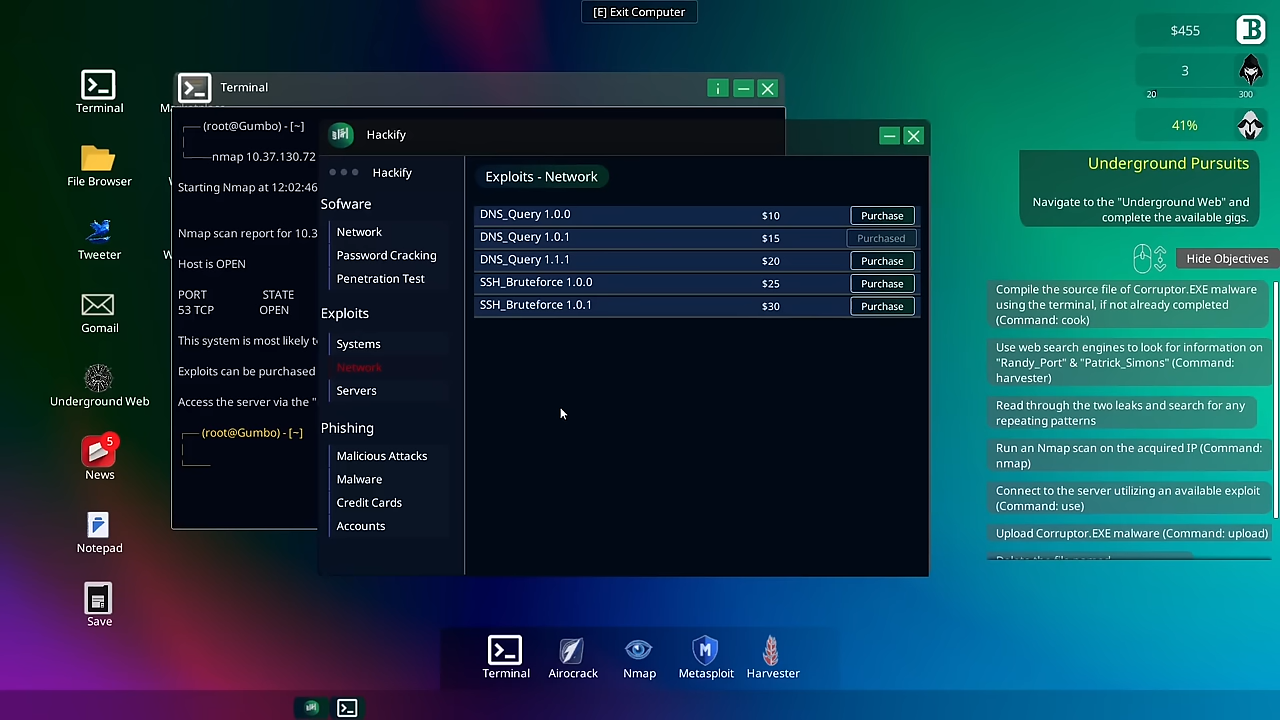 [E] Exit Computer
$455
3
20
300
41%
Underground Pursuits
Navigate to the "Underground Web" and
complete the available gigs.
Hide Objectives
Compile the source file of Corruptor.EXE malware
using the terminal, if not already completed
(Command: cook)
Use web search engines to look for information on
"Randy_Port" & "Patrick_Simons" (Command:
harvester)
Read through the two leaks and search for any
repeating patterns
Run an Nmap scan on the acquired IP (Command:
nmap)
Connect to the server utilizing an available exploit
(Command: use)
Upload Corruptor.EXE malware (Command: upload)
Terminal
File Browser
Tweeter
Gomail
Underground Web
5
News
Notepad
Save
Terminal
(root@Gumbo) - [~]
nmap 10.37.130.72
Starting Nmap at 12:02:46
Nmap scan report for 10.3
Host is OPEN
PORT STATE
53 TCP OPEN
This system is most likely t
Exploits can be purchased
Access the server via the "
(root@Gumbo) - [~]
Hackify
Hackify
Sofware
Network
Password Cracking
Penetration Test
Exploits
Systems
Network
Servers
Phishing
Malicious Attacks
Malware
Credit Cards
Accounts
Exploits - Network
DNS_Query 1.0.0 $10 Purchase
DNS_Query 1.0.1 $15 Purchased
DNS_Query 1.1.1 $20 Purchase
SSH_Bruteforce 1.0.0 $25 Purchase
SSH_Bruteforce 1.0.1 $30 Purchase
Terminal
Airocrack
Nmap
Metasploit
Harvester